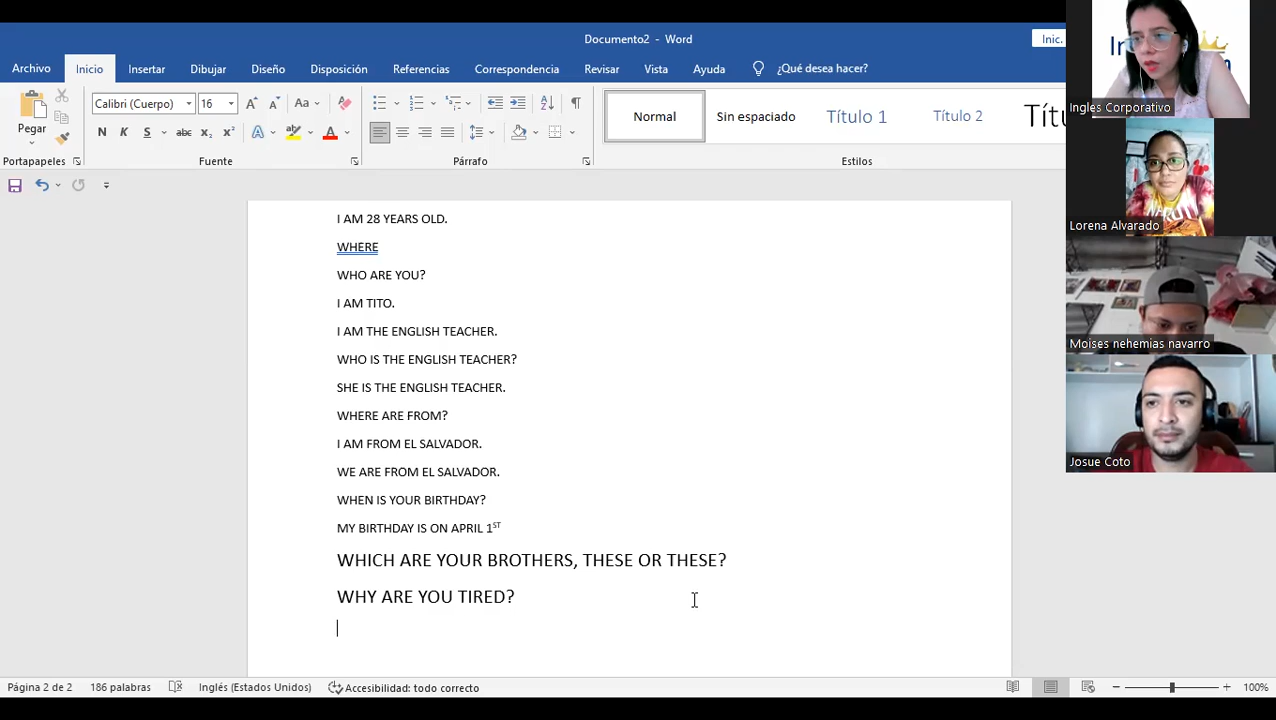 Documento2 - Word
Inic.
Archivo Inicio Insertar Dibujar Diseño Disposición Referencias Correspondencia Revisar Vista Ayuda ¿Qué desea hacer?
Pegar
Calibri (Cuerpo) 16
N K S abc x₂ x²
Normal
Sin espaciado
Título 1
Título 2
Títu
Portapapeles
Fuente
Párrafo
Estilos
I AM 28 YEARS OLD.
WHERE
WHO ARE YOU?
I AM TITO.
I AM THE ENGLISH TEACHER.
WHO IS THE ENGLISH TEACHER?
SHE IS THE ENGLISH TEACHER.
WHERE ARE FROM?
I AM FROM EL SALVADOR.
WE ARE FROM EL SALVADOR.
WHEN IS YOUR BIRTHDAY?
MY BIRTHDAY IS ON APRIL 1ST
WHICH ARE YOUR BROTHERS, THESE OR THESE?
WHY ARE YOU TIRED?
Página 2 de 2 186 palabras Inglés (Estados Unidos) Accesibilidad: todo correcto 100%
Ingles Corporativo
Lorena Alvarado
Moises nehemias navarro
Josue Coto